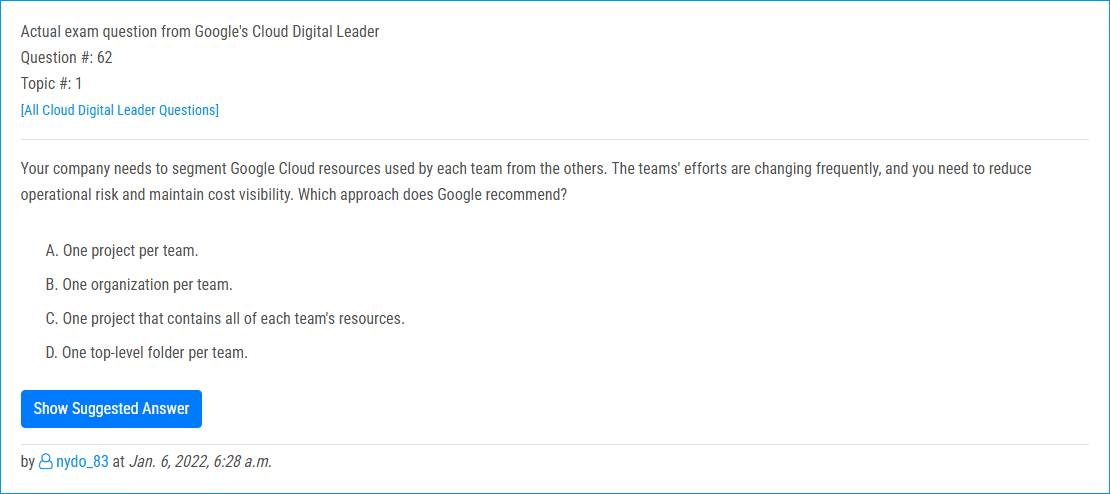 Actual exam question from Google's Cloud Digital Leader
Question #: 62
Topic #: 1
[All Cloud Digital Leader Questions]
Your company needs to segment Google Cloud resources used by each team from the others. The teams' efforts are changing frequently, and you need to reduce
operational risk and maintain cost visibility. Which approach does Google recommend?
A. One project per team.
B. One organization per team.
C. One project that contains all of each team's resources.
D. One top-level folder per team.
Show Suggested Answer
by nydo_83 at Jan. 6, 2022, 6:28 a.m.